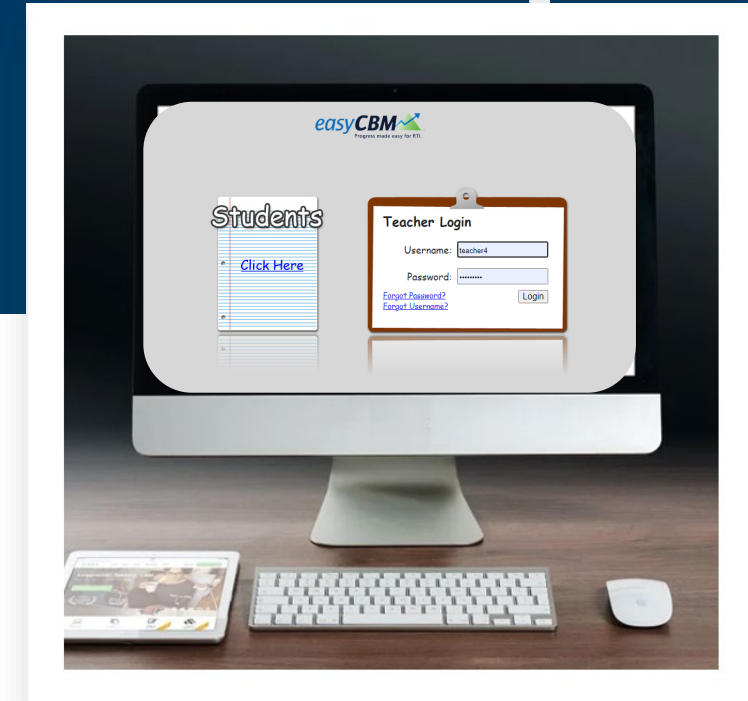 easyCBM
Progress made easy for RTI.
Students
Click Here
Teacher Login
Username: teacher4
Password: •••••••••
Forgot Password? Login
Forgot Username?